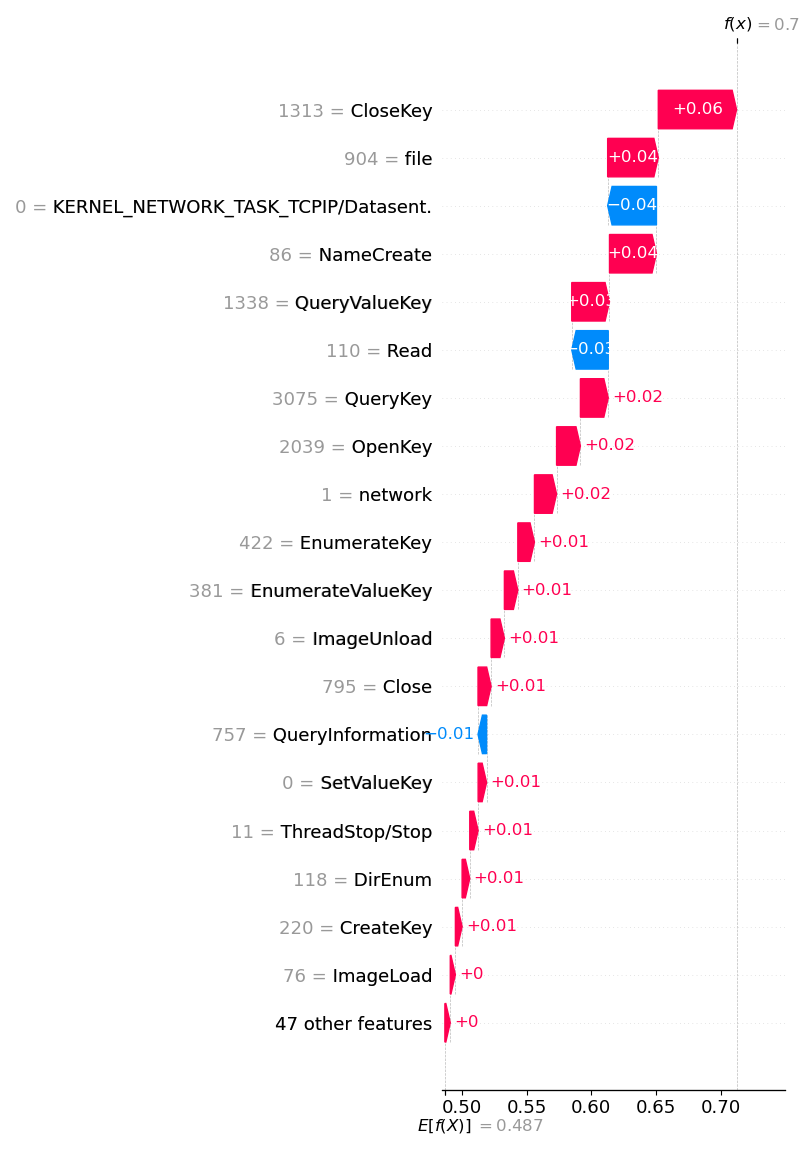 f(x) = 0.7
1313 = CloseKey +0.06
904 = file +0.04
0 = KERNEL_NETWORK_TASK_TCPIP/Datasent. −0.04
86 = NameCreate +0.04
1338 = QueryValueKey +0.03
110 = Read −0.03
3075 = QueryKey +0.02
2039 = OpenKey +0.02
1 = network +0.02
422 = EnumerateKey +0.01
381 = EnumerateValueKey +0.01
6 = ImageUnload +0.01
795 = Close +0.01
757 = QueryInformation −0.01
0 = SetValueKey +0.01
11 = ThreadStop/Stop +0.01
118 = DirEnum +0.01
220 = CreateKey +0.01
76 = ImageLoad +0
47 other features +0
0.50 0.55 0.60 0.65 0.70
E[f(X)] = 0.487